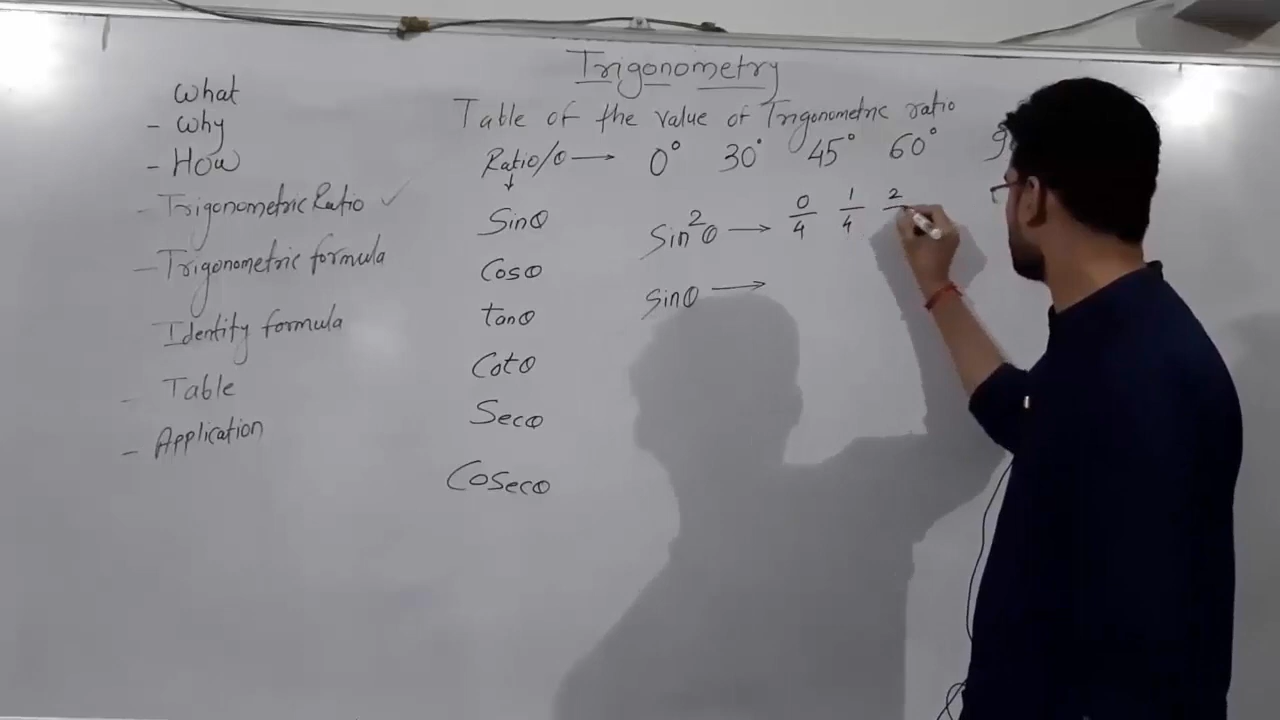 Trigonometry
Table of the value of Trigonometric ratio
What
- Why
- How
- Trigonometric Ratio ✓
- Trigonometric formula
Identity formula
- Table
- Application
Ratio/θ → 0° 30° 45° 60° 9
↓
Sinθ
Cosθ
tanθ
Cotθ
Secθ
Cosecθ
Sin²θ → 0/4 1/4 2/
Sinθ →